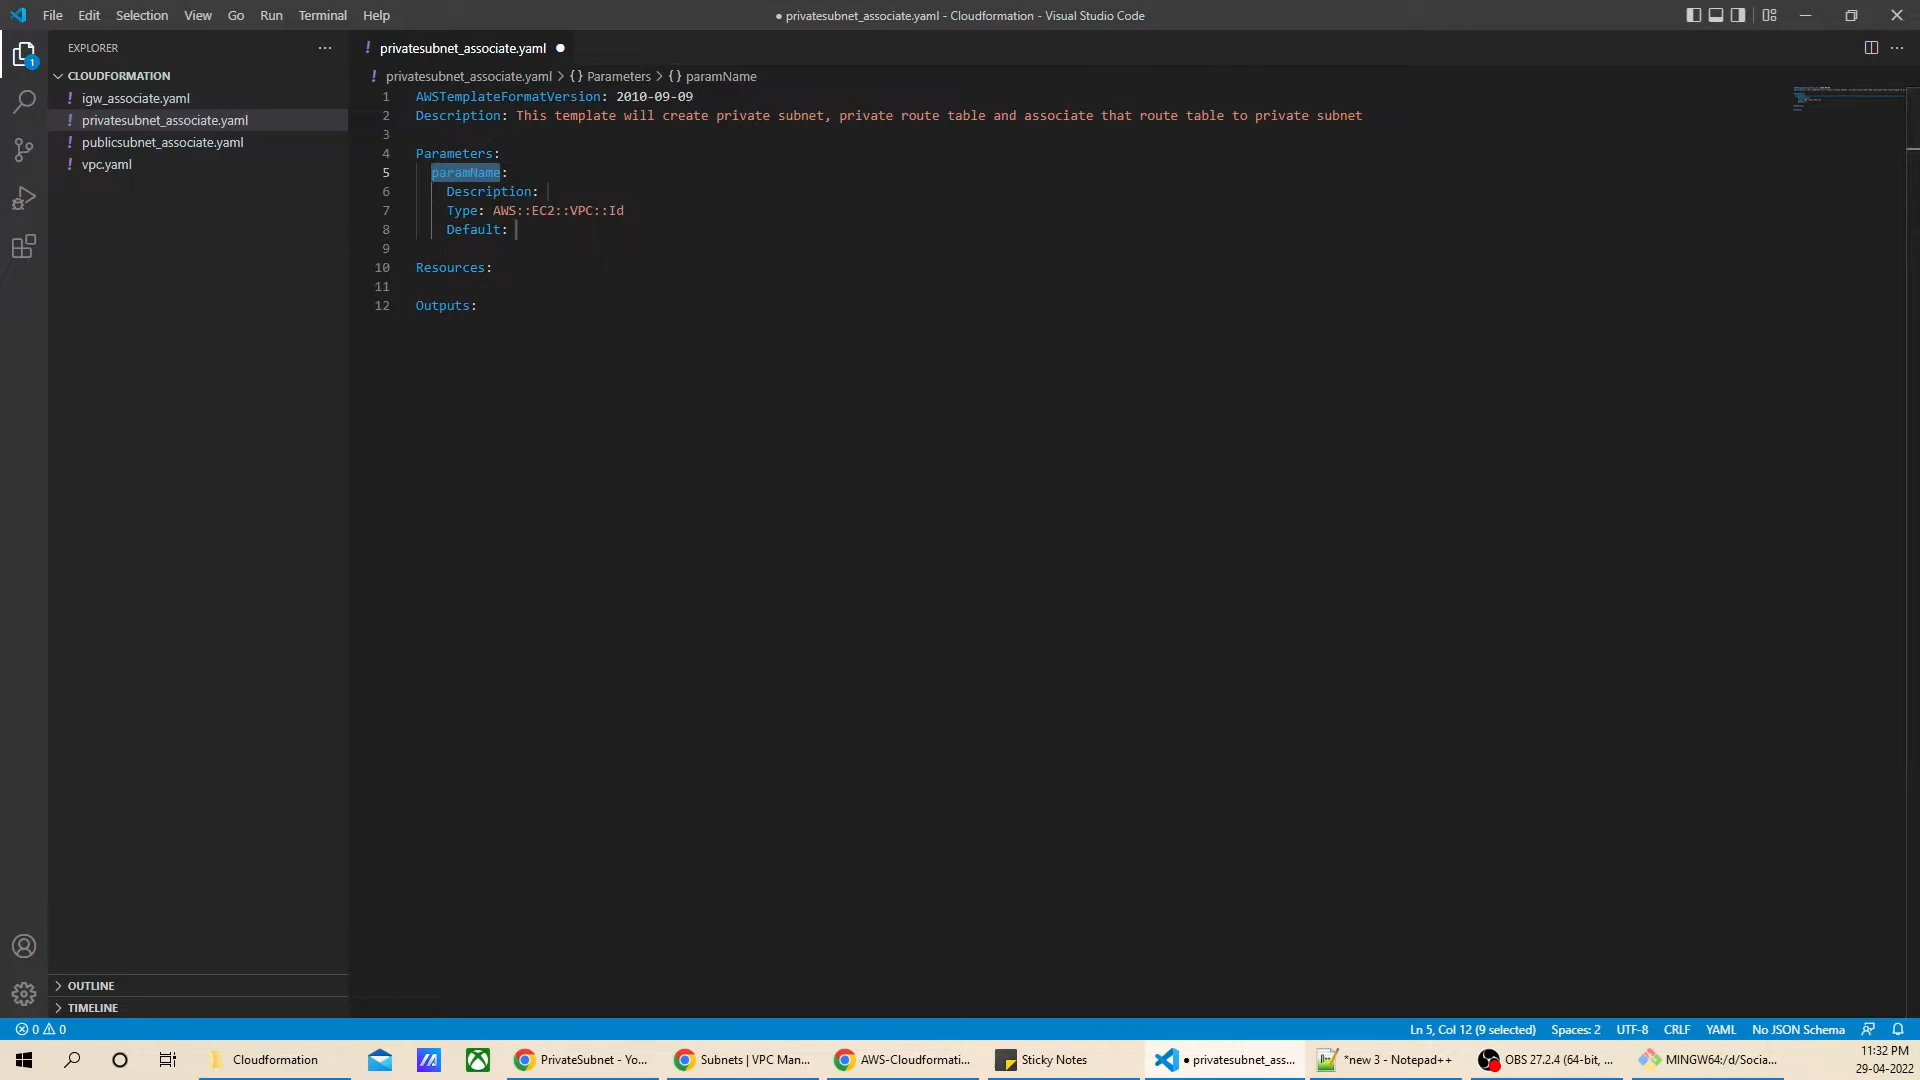 File Edit Selection View Go Run Terminal Help
● privatesubnet_associate.yaml - Cloudformation - Visual Studio Code
EXPLORER
! privatesubnet_associate.yaml ●
CLOUDFORMATION
! privatesubnet_associate.yaml > {} Parameters > {} paramName
! igw_associate.yaml
! privatesubnet_associate.yaml
! publicsubnet_associate.yaml
! vpc.yaml
1 AWSTemplateFormatVersion: 2010-09-09
2 Description: This template will create private subnet, private route table and associate that route table to private subnet
3
4 Parameters:
5 paramName:
6 Description:
7 Type: AWS::EC2::VPC::Id
8 Default:
9
10 Resources:
11
12 Outputs:
1
OUTLINE
TIMELINE
0 0
Ln 5, Col 12 (9 selected) Spaces: 2 UTF-8 CRLF YAML No JSON Schema
Cloudformation
PrivateSubnet - Yo...
Subnets | VPC Man...
AWS-Cloudformati...
Sticky Notes
● privatesubnet_ass...
*new 3 - Notepad++
OBS 27.2.4 (64-bit, ...
MINGW64:/d/Socia...
11:32 PM
29-04-2022